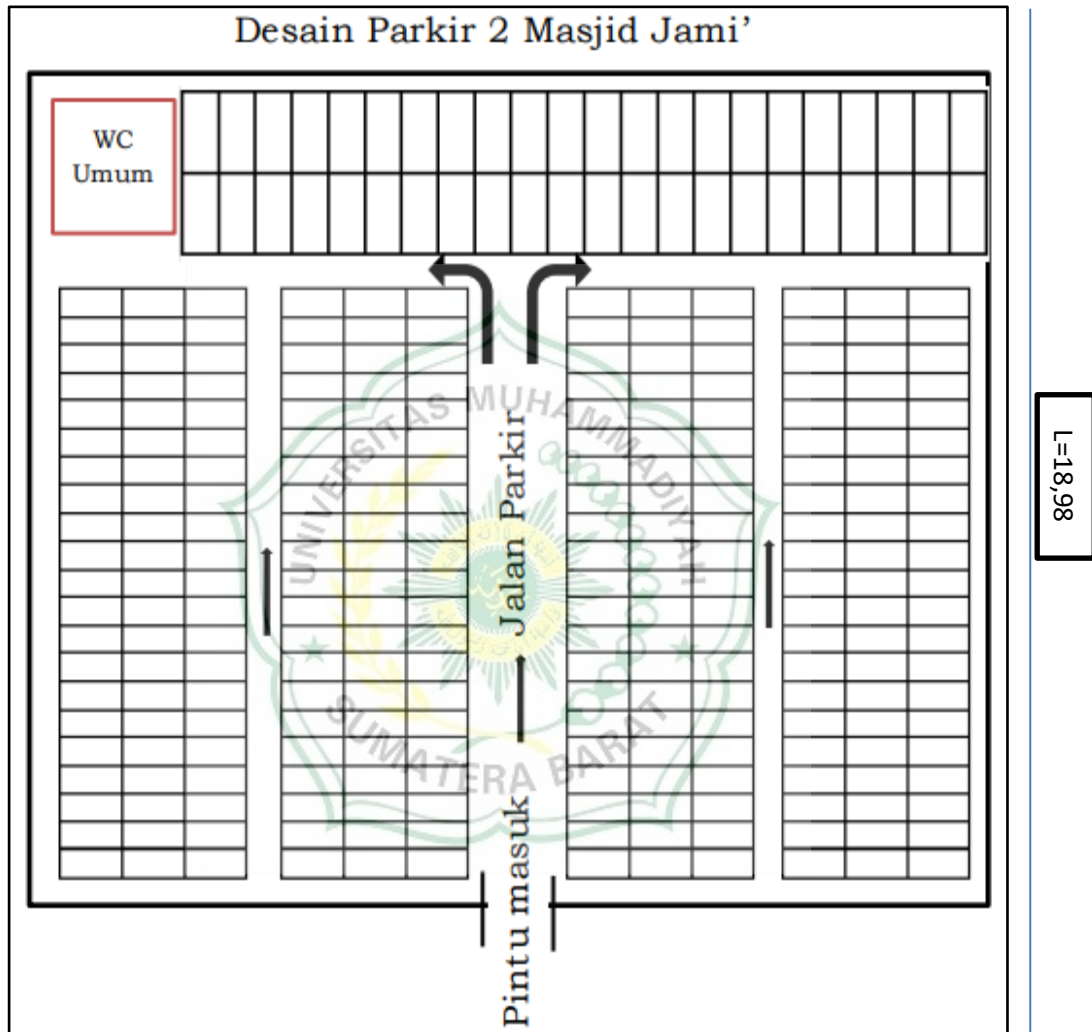 Desain Parkir 2 Masjid Jami’
WC
Umum
Jalan Parkir
Pintu masuk
L=18,98
UNIVERSITAS MUHAMMADIYAH
SUMATERA BARAT